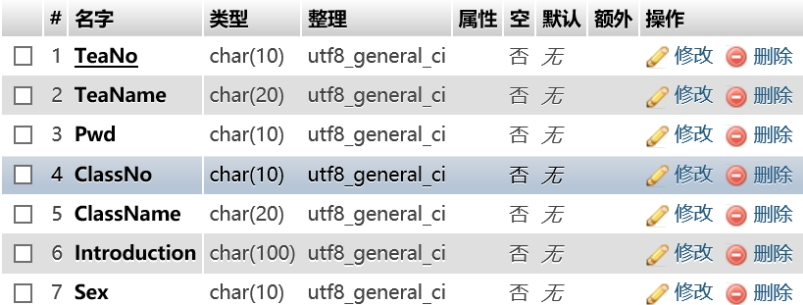 # 名字 类型 整理 属性 空 默认 额外 操作
1 TeaNo char(10) utf8_general_ci 否 无 修改 删除
2 TeaName char(20) utf8_general_ci 否 无 修改 删除
3 Pwd char(10) utf8_general_ci 否 无 修改 删除
4 ClassNo char(10) utf8_general_ci 否 无 修改 删除
5 ClassName char(20) utf8_general_ci 否 无 修改 删除
6 Introduction char(100) utf8_general_ci 否 无 修改 删除
7 Sex char(10) utf8_general_ci 否 无 修改 删除